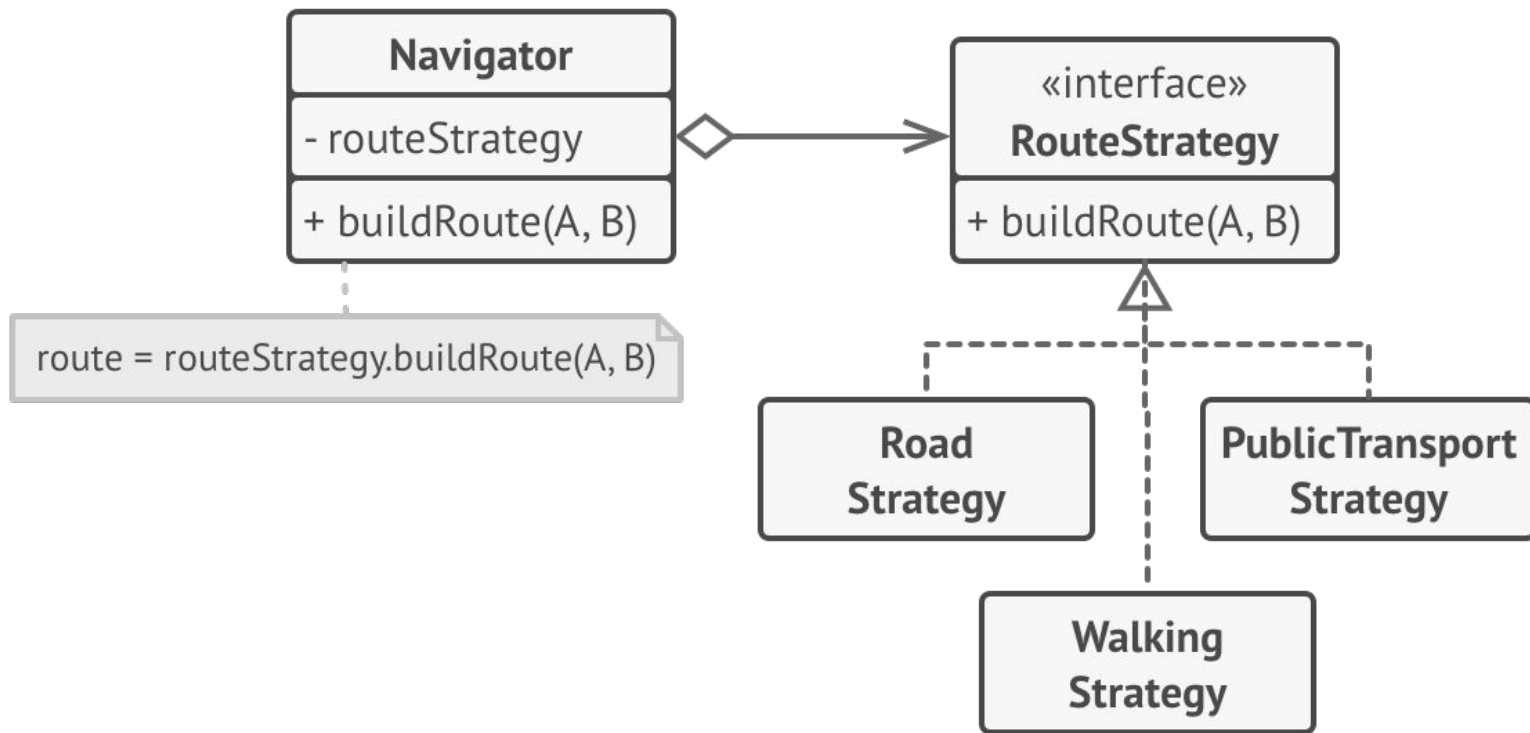 Navigator
- routeStrategy
+ buildRoute(A, B)
route = routeStrategy.buildRoute(A, B)
«interface»
RouteStrategy
+ buildRoute(A, B)
Road
Strategy
PublicTransport
Strategy
Walking
Strategy